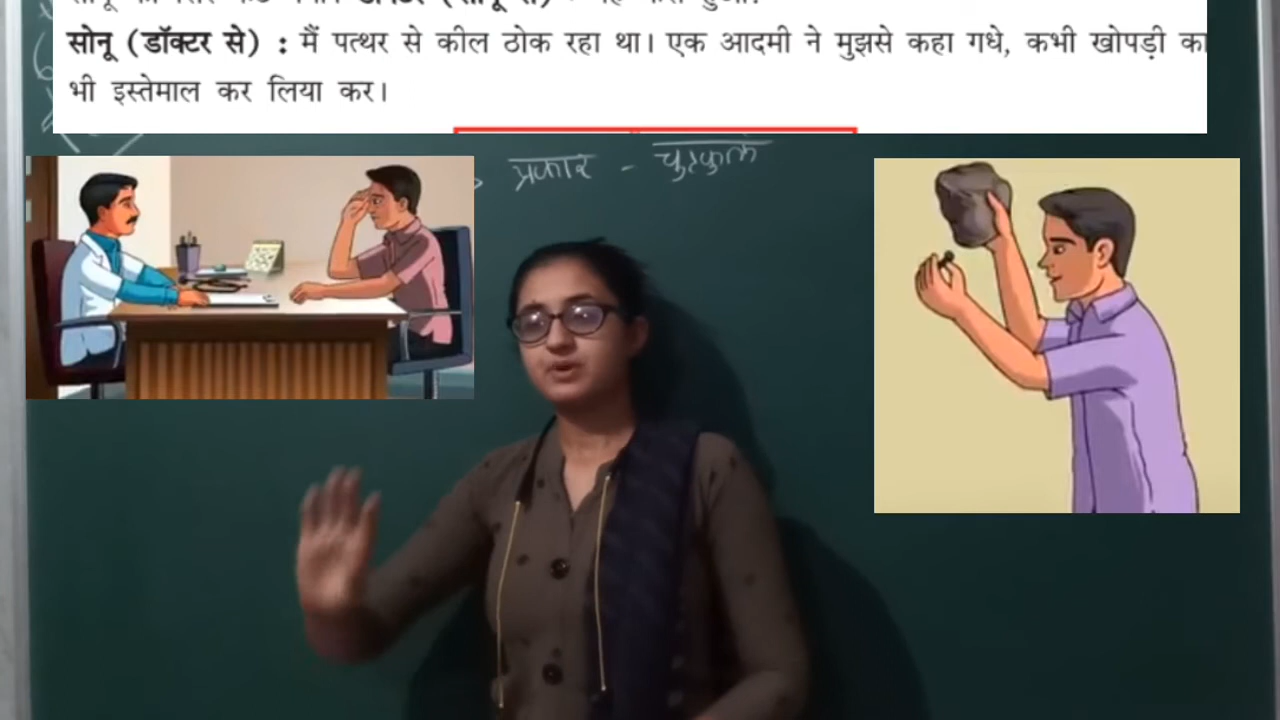 सोनू (डॉक्टर से) : मैं पत्थर से कील ठोक रहा था। एक आदमी ने मुझसे कहा गधे, कभी खोपड़ी का
भी इस्तेमाल कर लिया कर।
प्रकार - चुटकुले